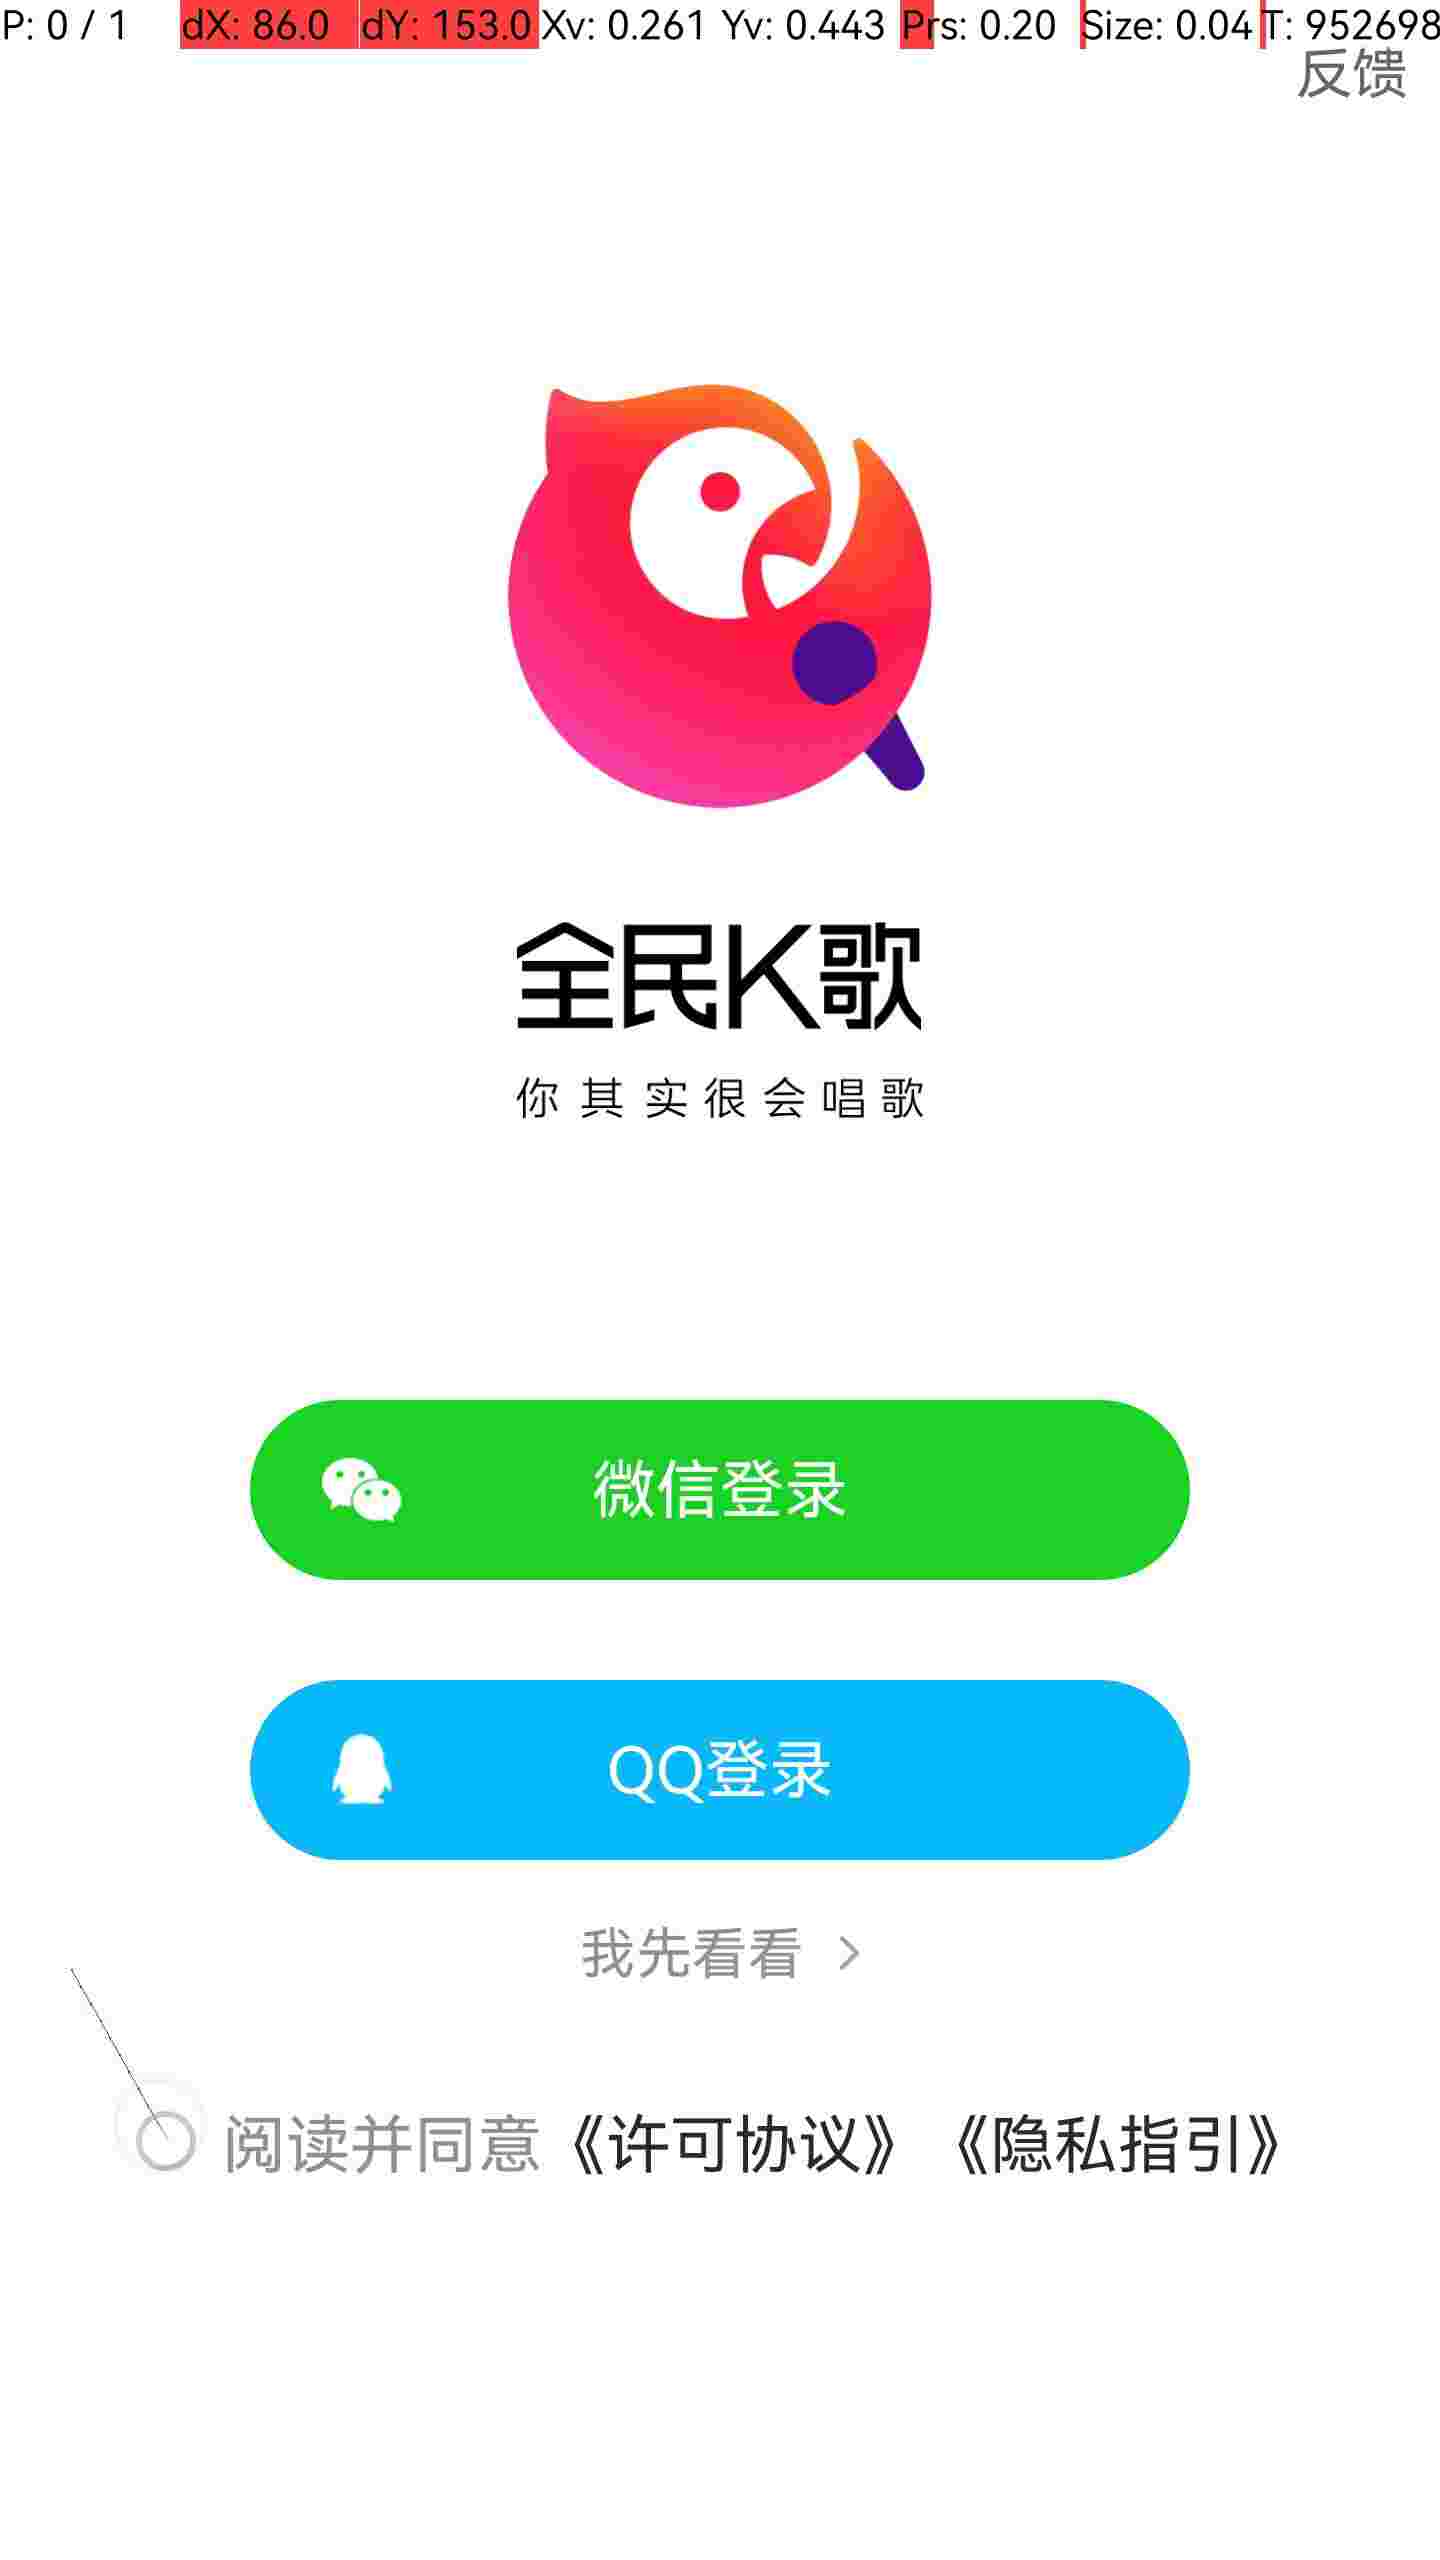 P: 0 / 1 dX: 86.0 dY: 153.0 Xv: 0.261 Yv: 0.443 Prs: 0.20 Size: 0.04 T: 952698
反馈
全民K歌
你其实很会唱歌
微信登录
QQ登录
我先看看 >
阅读并同意《许可协议》 《隐私指引》